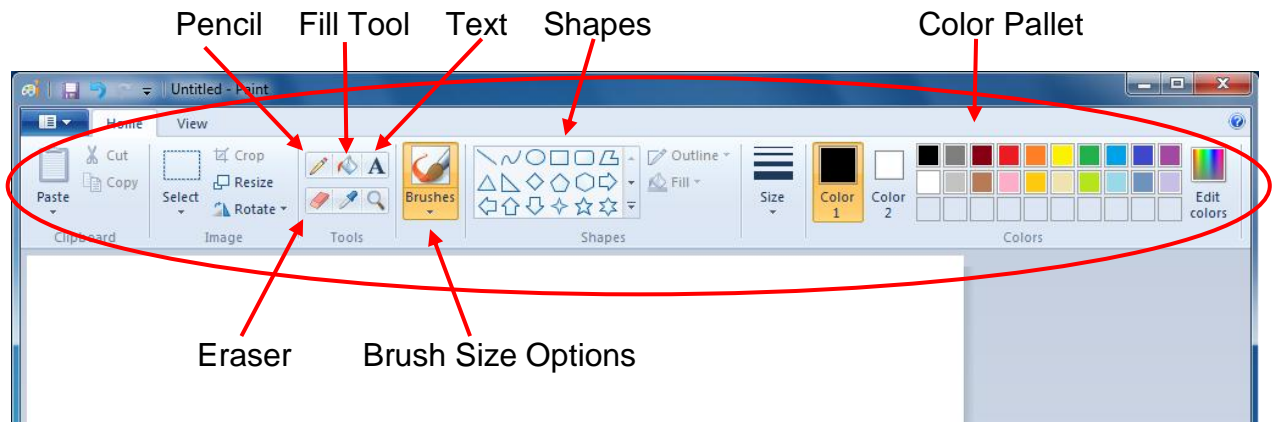 Pencil Fill Tool Text Shapes Color Pallet
Untitled - Paint
Home View
Cut Crop Outline
Copy Resize Fill
Paste Select Rotate Brushes Size Color 1 Color 2 Edit colors
Clipboard Image Tools Shapes Colors
A
Eraser Brush Size Options